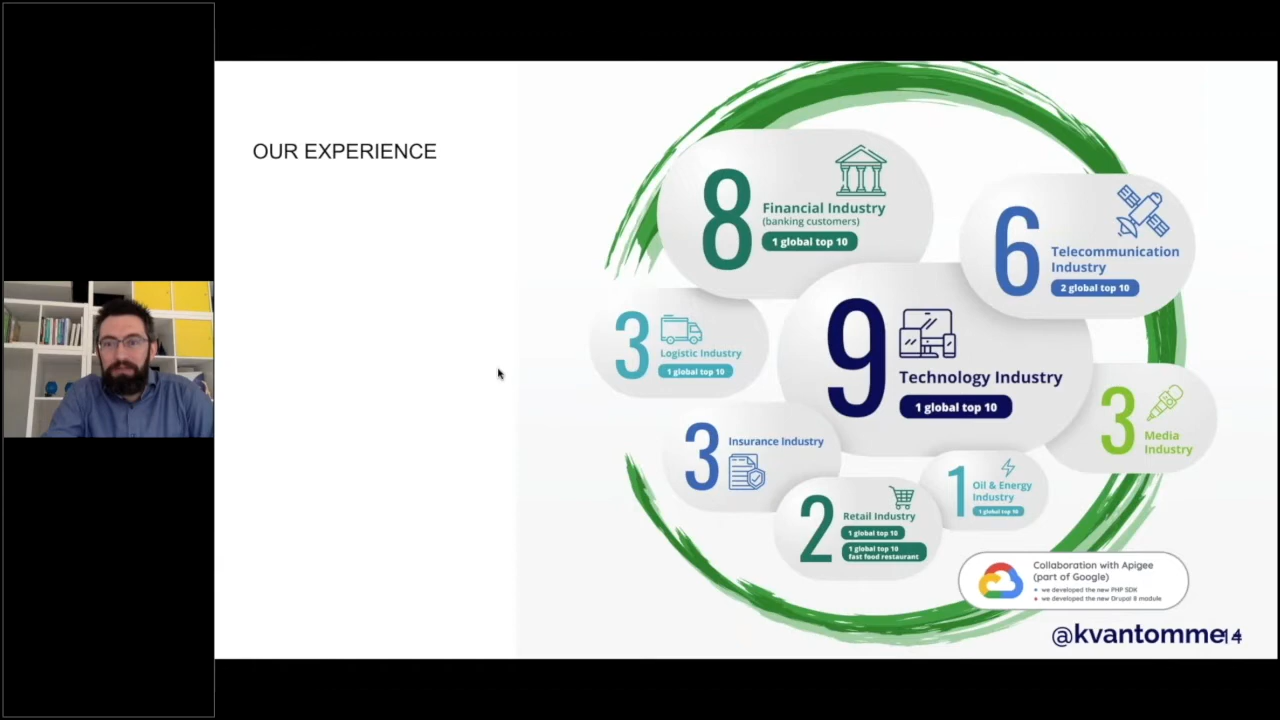 OUR EXPERIENCE
8
Financial Industry
(banking customers)
1 global top 10
6
Telecommunication
Industry
2 global top 10
3
Logistic Industry
1 global top 10
9
Technology Industry
1 global top 10
3
Media
Industry
3
Insurance Industry
1
Oil & Energy
Industry
1 global top 10
2
Retail Industry
1 global top 10
1 global top 10
fast food restaurant
Collaboration with Apigee
(part of Google)
• we developed the new PHP SDK
• we developed the new Drupal 8 module
@kvantomme
14